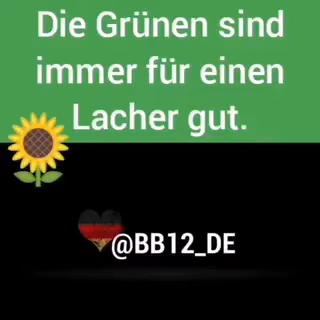 Die Grünen sind
immer für einen
Lacher gut.
@BB12_DE